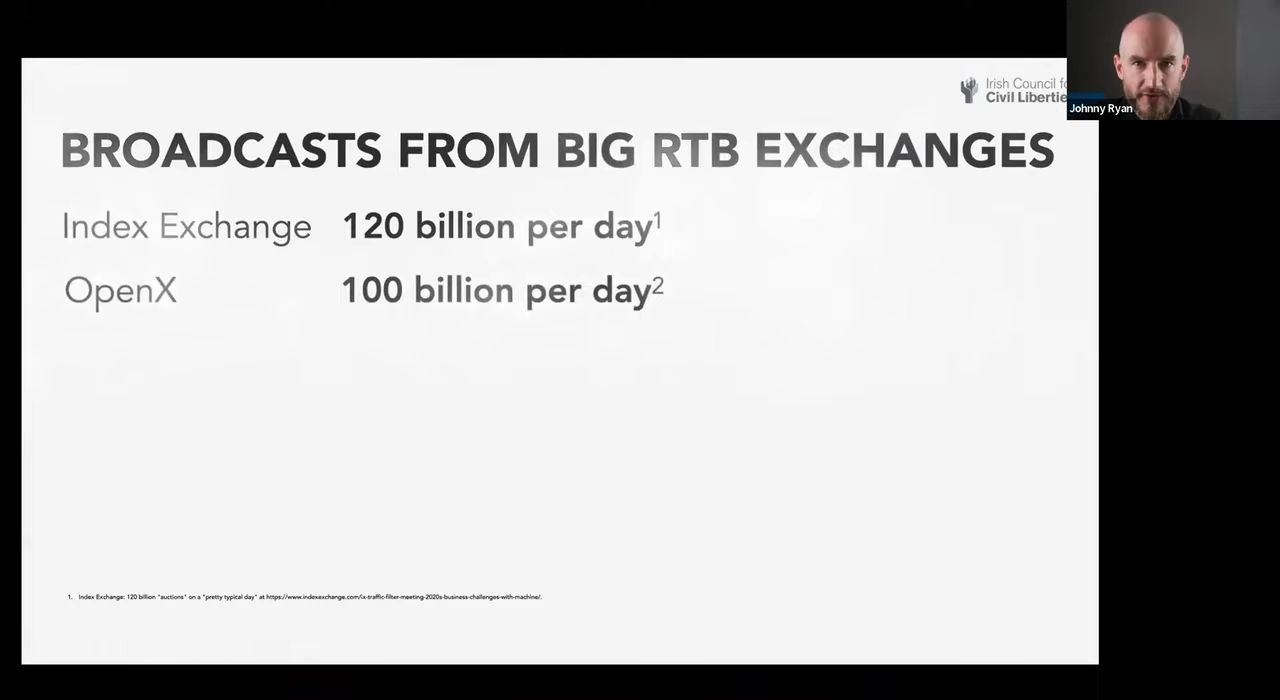 Irish Council fo
Civil Libertie
Johnny Ryan
BROADCASTS FROM BIG RTB EXCHANGES
Index Exchange 120 billion per day1
OpenX 100 billion per day2
1. Index Exchange: 120 billion "auctions" on a "pretty typical day" at https://www.indexexchange.com/ix-traffic-filter-meeting-2020s-business-challenges-with-machine/.